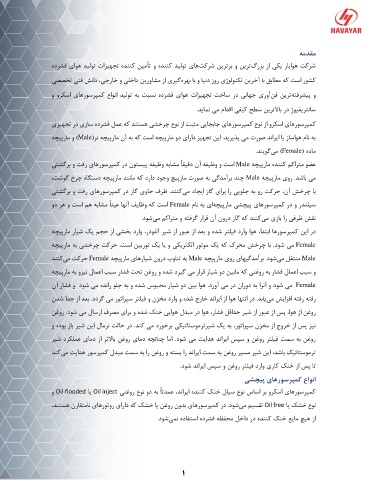 HAVAYAR
مقدمه
شرکت هوایار یکی از بزرگ‌ترین و برترین شرکت‌های تولید کننده و تأمین کننده تجهیزات تولید هوای فشرده
کشور است که مطابق با آخرین تکنولوژی روز دنیا و با بهره‌گیری از مشاورین داخلی و خارجی، دانش فنی تخصصی
و پیشرفته‌ترین فن‌آوری جهانی در ساخت تجهیزات هوای فشرده نسبت به تولید انواع کمپرسورهای اسکرو و
سانتریفیوژ در بالاترین سطح کیفی اقدام می نماید.
کمپرسورهای اسکرو از نوع کمپرسورهای جابجایی مثبت از نوع چرخشی هستند که عمل فشرده سازی در تجهیزی
به نام هواساز یا ایراند صورت می پذیرد. این تجهیز دارای دو مارپیچه است که به آن مارپیچه نر(Male) و مارپیچه
ماده (Female) می‌گویند.
عضو متراکم کننده مارپیچه Male است و وظیفه آن دقیقاً مشابه وظیفه پیستون در کمپرسورهای رفت و برگشتی
می باشد. روی مارپیچه Male چند برآمدگی به صورت مارپیچ وجود دارد که مانند مارپیچه دستگاه چرخ گوشت،
با چرخش آن، حرکت رو به جلویی را برای گاز ایجاد می‌کنند. ظرف حاوی گاز در کمپرسورهای رفت و برگشتی
سیلندر و در کمپرسورهای پیچشی مارپیچه‌ای به نام Female است که وظایف آنها عیناً مشابه هم است و هر دو
نقش ظرفی را بازی می‌کنند که گاز درون آن قرار گرفته و متراکم می‌شود.
در این کمپرسورها ابتدا، هوا وارد فیلتر شده و بعد از عبور از شیر آنلودر، وارد بخشی از حجم یک شیار مارپیچه
Female می شود. با چرخش محرک که یک موتور الکتریکی و یا یک توربین است، حرکت چرخشی به مارپیچه
Male منتقل می‌شود. برآمدگیهای روی مارپیچه Male به تناوب درون شیارهای مارپیچه Female حرکت می‌کنند
و سبب اعمال فشار به روغنی که مابین دو شیار قرار می گیرد شده و روغن تحت فشار سبب اعمال نیرو به مارپیچه
Female می شود و آنرا به دوران در می آورد. هوا بین دو شیار محبوس شده و به جلو رانده می شود و فشار آن
رفته رفته افزایش می‌یابد. در انتها هوا از ایراند خارج شده و وارد مخزن و فیلتر سپراتور می گردد. بعد از جدا شدن
روغن از هوا، پس از عبور از شیر حداقل فشار، هوا در مبدل هوایی خنک شده و برای مصرف ارسال می شود. روغن
نیز پس از خروج از مخزن سپراتور، به یک شیرترموستاتیکی برخورد می کند. در حالت نرمال این شیر باز بوده و
روغن به سمت فیلتر روغن و سپس ایراند هدایت می شود. اما چنانچه دمای روغن بالاتر از دمای عملکرد شیر
ترموستاتیک باشد، این شیر مسیر روغن به سمت ایراند را بسته و روغن را به سمت مبدل کمپرسور هدایت می‌کند
تا پس از خنک کاری وارد فیلتر روغن و سپس ایراند شود.
انواع کمپرسورهای پیچشی
کمپرسورهای اسکرو بر اساس نوع سیال خنک کننده ایراند، عمدتاً به دو نوع روغنی Oil inject یا Oil flooded و
نوع خشک یا Oil free تقسیم می‌شوند. در کمپرسورهای بدون روغن یا خشک که دارای روتورهای نامتقارن هستند،
از هیچ مایع خنک کننده در داخل محفظه فشرده استفاده نمی‌شود.
۱